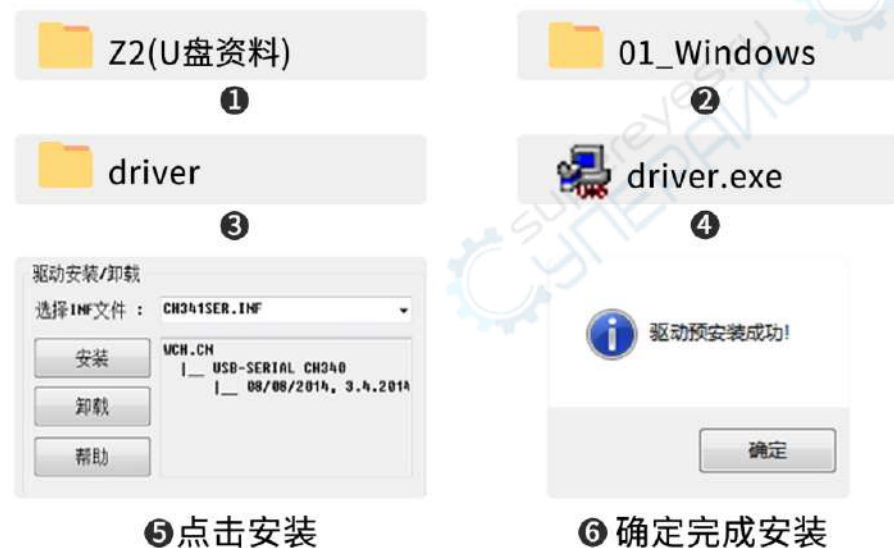 Z2(U盘资料)
❶
01_Windows
❷
driver
❸
driver.exe
❹
驱动安装/卸载
选择INF文件 : CH341SER.INF
安装
卸载
帮助
WCH.CN
|__ USB-SERIAL CH340
|__ 08/08/2014, 3.4.2014
❺点击安装
驱动预安装成功!
确定
❻确定完成安装
supereyes.ru
СУПЕРАЙС